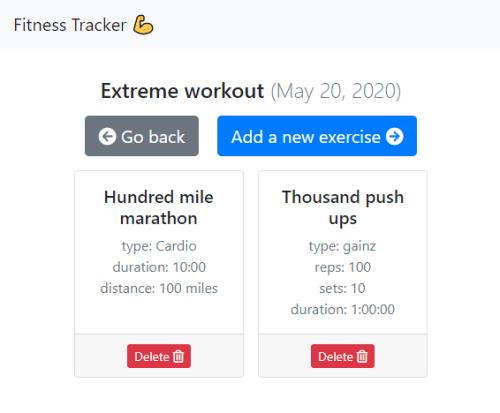 Fitness Tracker 💪
Extreme workout (May 20, 2020)
Go back
Add a new exercise
Hundred mile
marathon
type: Cardio
duration: 10:00
distance: 100 miles
Delete
Thousand push
ups
type: gainz
reps: 100
sets: 10
duration: 1:00:00
Delete